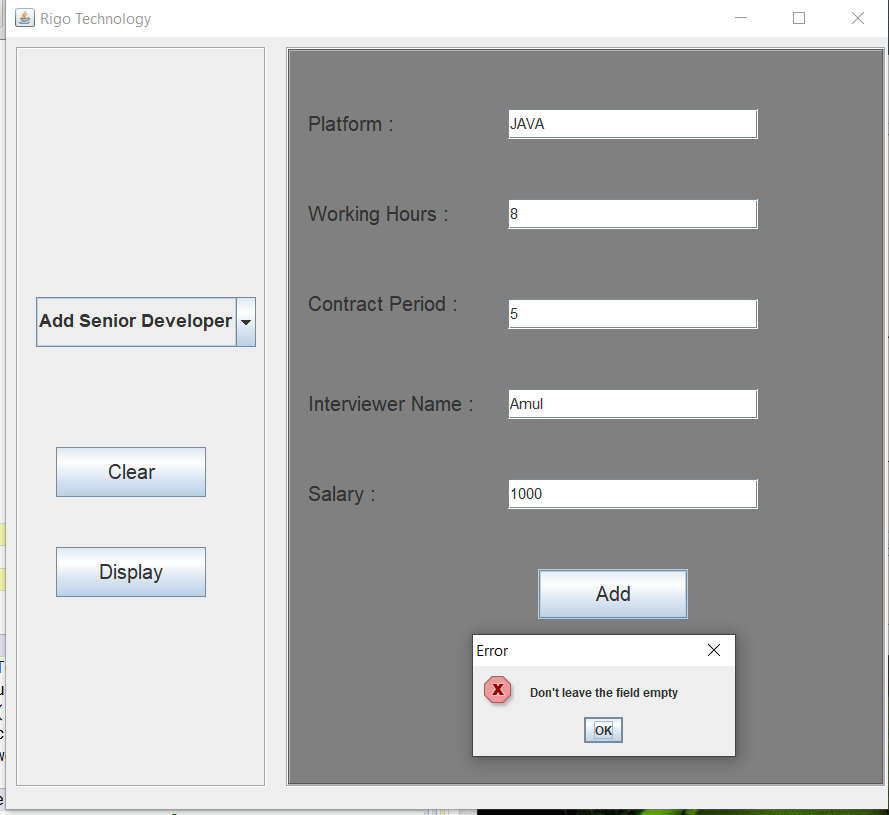 Rigo Technology
Platform :
JAVA
Working Hours :
8
Contract Period :
5
Add Senior Developer
Interviewer Name :
Amul
Clear
Salary :
1000
Display
Add
Error
X
Don't leave the field empty
OK